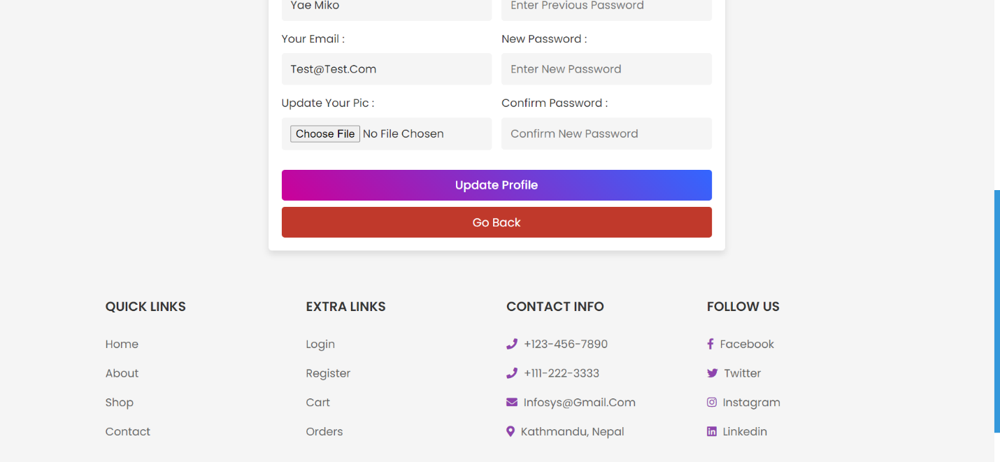 Yae Miko
Enter Previous Password
Your Email :
New Password :
Test@Test.Com
Enter New Password
Update Your Pic :
Confirm Password :
Choose File No File Chosen
Confirm New Password
Update Profile
Go Back
QUICK LINKS
Home
About
Shop
Contact
EXTRA LINKS
Login
Register
Cart
Orders
CONTACT INFO
+123-456-7890
+111-222-3333
Infosys@Gmail.Com
Kathmandu, Nepal
FOLLOW US
Facebook
Twitter
Instagram
Linkedin